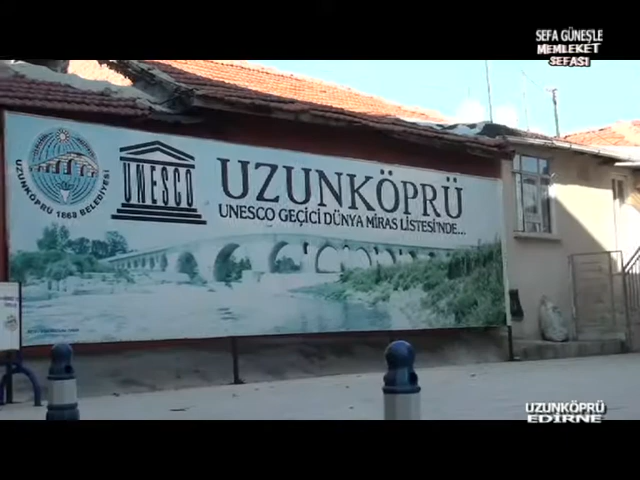 SEFA GÜNEŞ'LE
MEMLEKET
SEFASI
UZUNKÖPRÜ 1668 BELEDİYESİ
UNESCO
UZUNKÖPRÜ
UNESCO GEÇİCİ DÜNYA MİRAS LİSTESİ'NDE...
UZUNKÖPRÜ
EDİRNE